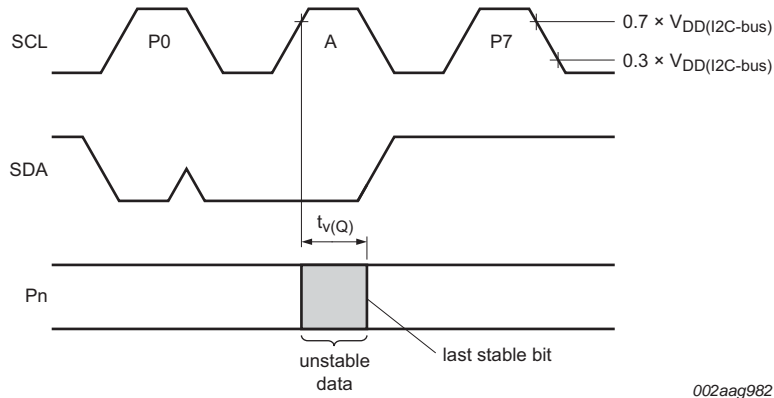 SCL
P0
A
P7
0.7 × VDD(I2C-bus)
0.3 × VDD(I2C-bus)
SDA
tv(Q)
Pn
unstable
data
last stable bit
002aag982